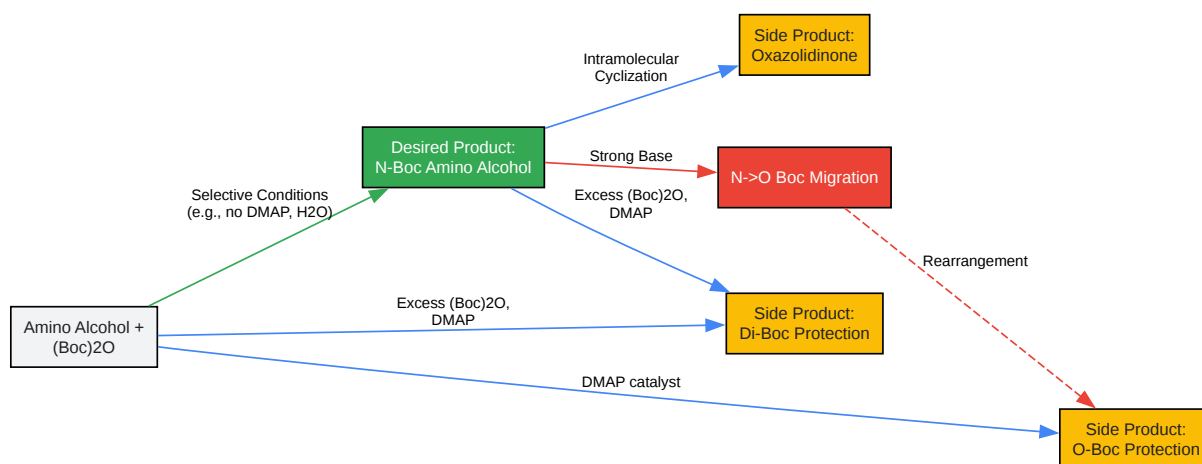 Side Product:
Oxazolidinone
Intramolecular
Cyclization
Desired Product:
N-Boc Amino Alcohol
Strong Base
N->O Boc Migration
Selective Conditions
(e.g., no DMAP, H2O)
Excess (Boc)2O,
DMAP
Rearrangement
Amino Alcohol +
(Boc)2O
Excess (Boc)2O,
DMAP
Side Product:
Di-Boc Protection
DMAP catalyst
Side Product:
O-Boc Protection